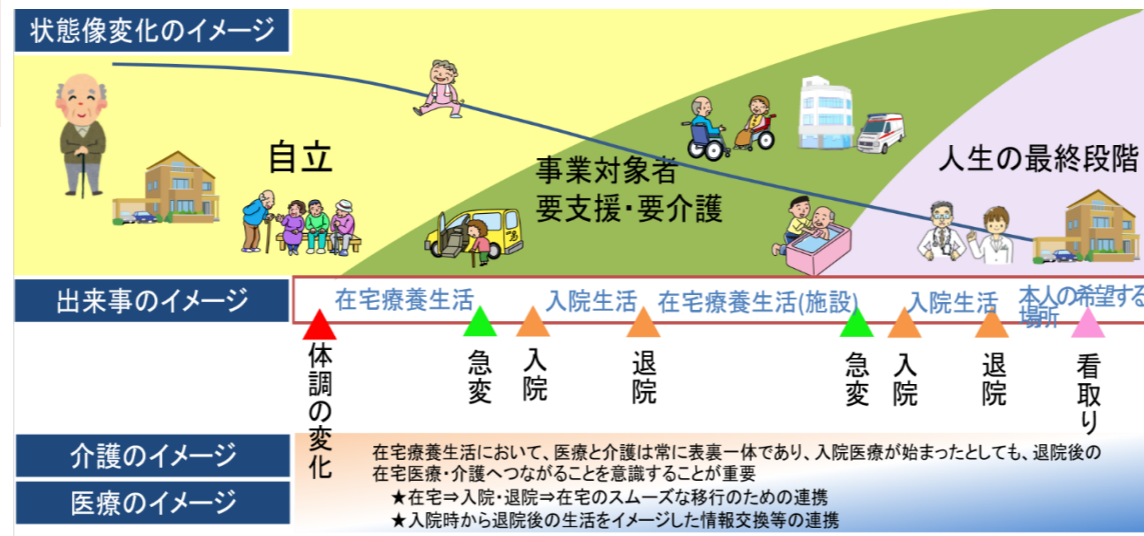 状態像変化のイメージ
自立
事業対象者
要支援・要介護
人生の最終段階
出来事のイメージ
在宅療養生活
入院生活
在宅療養生活(施設)
入院生活
本人の希望する
場所
体調の変化
急変
入院
退院
急変
入院
退院
看取り
介護のイメージ
医療のイメージ
在宅療養生活において、医療と介護は常に表裏一体であり、入院医療が始まったとしても、退院後の
在宅医療・介護へつながることを意識することが重要
★在宅⇒入院・退院⇒在宅のスムーズな移行のための連携
★入院時から退院後の生活をイメージした情報交換等の連携